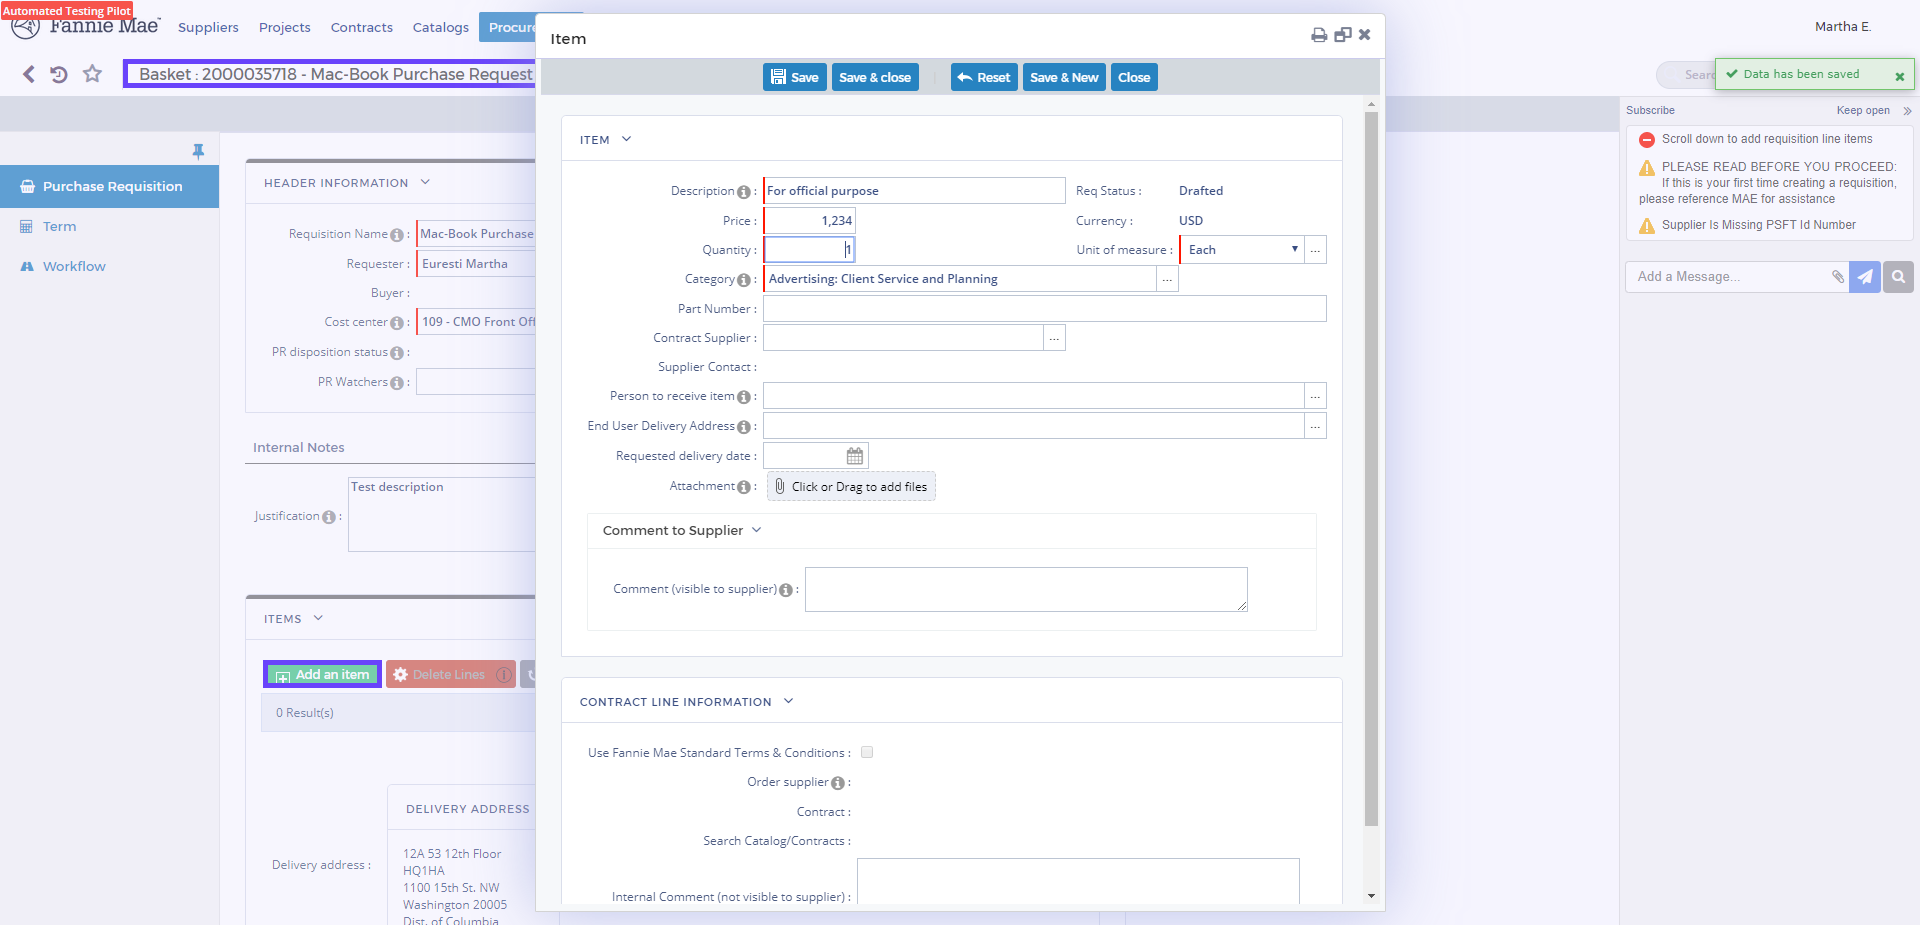 Automated Testing Pilot
Fannie Mae
Suppliers
Projects
Contracts
Catalogs
Martha E.
Basket : 2000035718 - Mac-Book Purchase Request
Data has been saved
Subscribe
Keep open
Scroll down to add requisition line items
PLEASE READ BEFORE YOU PROCEED:
If this is your first time creating a requisition,
please reference MAE for assistance
Supplier Is Missing PSFT Id Number
Add a Message...
Purchase Requisition
Term
Workflow
HEADER INFORMATION
Requisition Name : Mac-Book Purchase
Requester : Euresti Martha
Buyer :
Cost center : 109 - CMO Front Off
PR disposition status :
PR Watchers :
Internal Notes
Justification : Test description
ITEMS
Add an item
Delete Lines
0 Result(s)
DELIVERY ADDRESS
Delivery address :
12A 53 12th Floor
HQ1HA
1100 15th St. NW
Washington 20005
Dist. of Columbia
Item
Save
Save & close
Reset
Save & New
Close
ITEM
Description : For official purpose
Req Status : Drafted
Price : 1,234
Currency : USD
Quantity : 1
Unit of measure : Each ...
Category : Advertising: Client Service and Planning ...
Part Number :
Contract Supplier : ...
Supplier Contact :
Person to receive item : ...
End User Delivery Address : ...
Requested delivery date :
Attachment : Click or Drag to add files
Comment to Supplier
Comment (visible to supplier) :
CONTRACT LINE INFORMATION
Use Fannie Mae Standard Terms & Conditions :
Order supplier :
Contract :
Search Catalog/Contracts :
Internal Comment (not visible to supplier) :